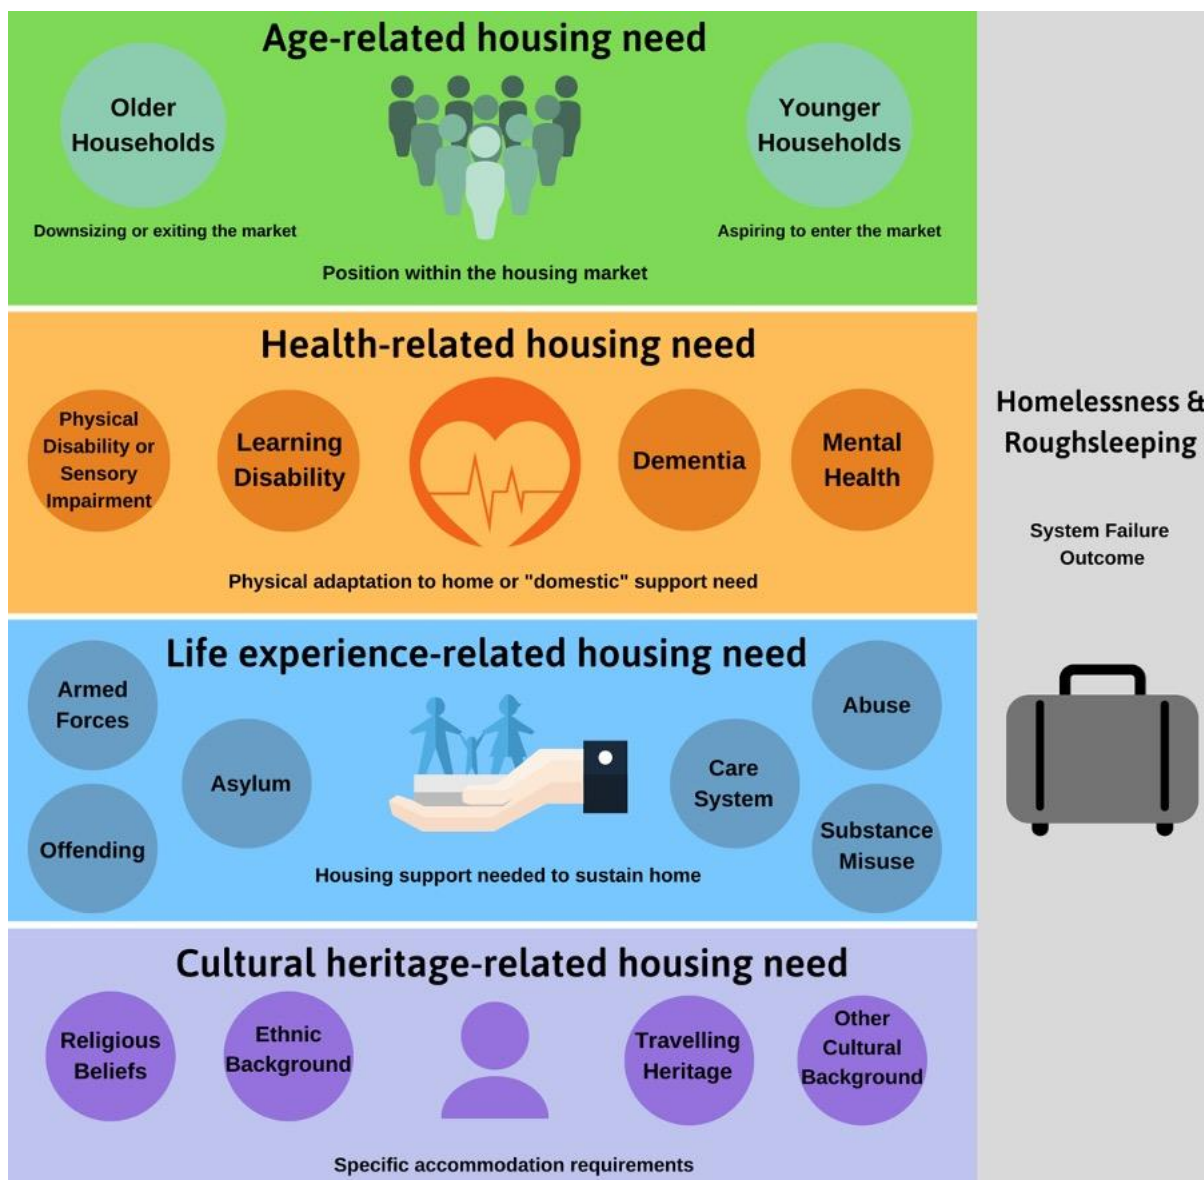 Age-related housing need
Older
Households
Younger
Households
Downsizing or exiting the market
Aspiring to enter the market
Position within the housing market
Health-related housing need
Physical
Disability or
Sensory
Impairment
Learning
Disability
Dementia
Mental
Health
Physical adaptation to home or "domestic" support need
Life experience-related housing need
Armed
Forces
Offending
Asylum
Care
System
Abuse
Substance
Misuse
Housing support needed to sustain home
Cultural heritage-related housing need
Religious
Beliefs
Ethnic
Background
Travelling
Heritage
Other
Cultural
Background
Specific accommodation requirements
Homelessness &
Roughsleeping
System Failure
Outcome